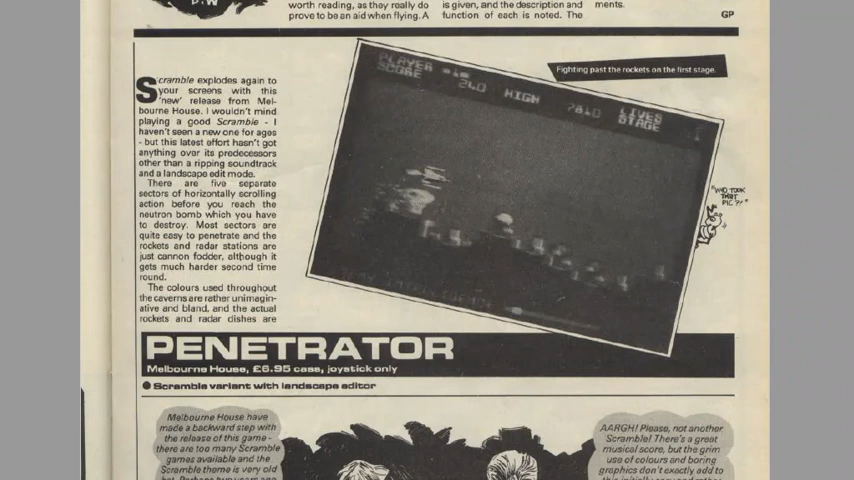 worth reading, as they really do
prove to be an aid when flying. A
is given, and the description and
function of each is noted. The
ments.
GP
Scramble explodes again to
your screens with this
'new' release from Mel-
bourne House. I wouldn't mind
playing a good Scramble - I
haven't seen a new one for ages
- but this latest effort hasn't got
anything over its predecessors
other than a ripping soundtrack
and a landscape edit mode.
There are five separate
sectors of horizontally scrolling
action before you reach the
neutron bomb which you have
to destroy. Most sectors are
quite easy to penetrate and the
rockets and radar stations are
just cannon fodder, although it
gets much harder second time
round.
The colours used throughout
the caverns are rather unimagin-
ative and bland, and the actual
rockets and radar dishes are
PLAYER
SCORE 260 HIGH 7810 LIVES
STAGE
Fighting past the rockets on the first stage.
"WHO TOOK
THAT
PIC?!"
PENETRATOR
Melbourne House, £6.95 cass, joystick only
● Scramble variant with landscape editor
Melbourne House have
made a backward step with
the release of this game -
there are too many Scramble
games available and the
Scramble theme is very old
hat. Perhaps two years ago
AARGH! Please, not another
Scramble! There's a great
musical score, but the grim
use of colours and boring
graphics don't exactly add to